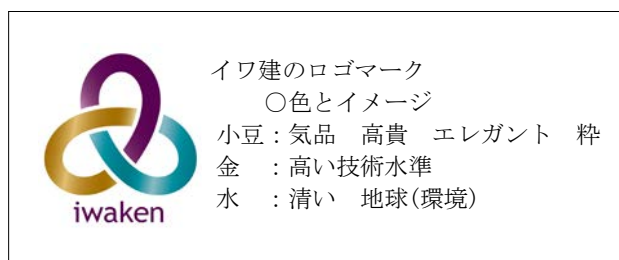 イワ建のロゴマーク
○色とイメージ
小豆：気品　高貴　エレガント　粋
金　：高い技術水準
水　：清い　地球(環境)
iwaken